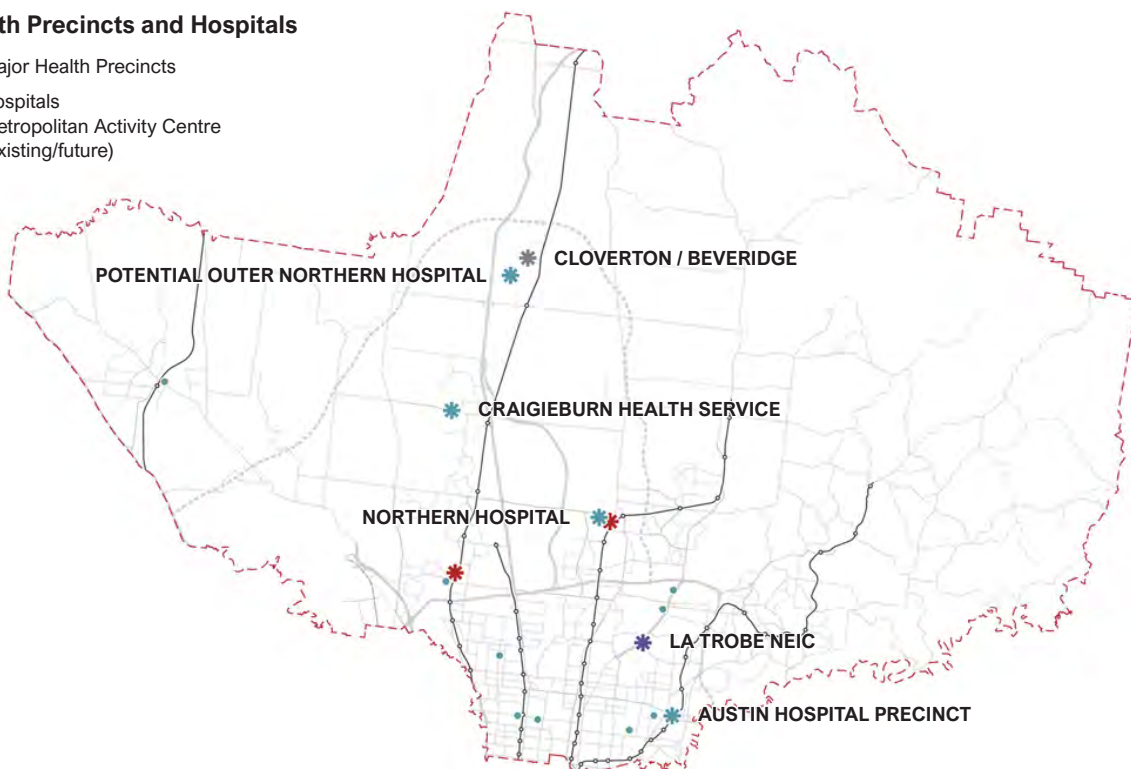 th Precincts and Hospitals
ajor Health Precincts
ospitals
etropolitan Activity Centre
xisting/future)
CLOVERTON / BEVERIDGE
POTENTIAL OUTER NORTHERN HOSPITAL
CRAIGIEBURN HEALTH SERVICE
NORTHERN HOSPITAL
LA TROBE NEIC
AUSTIN HOSPITAL PRECINCT